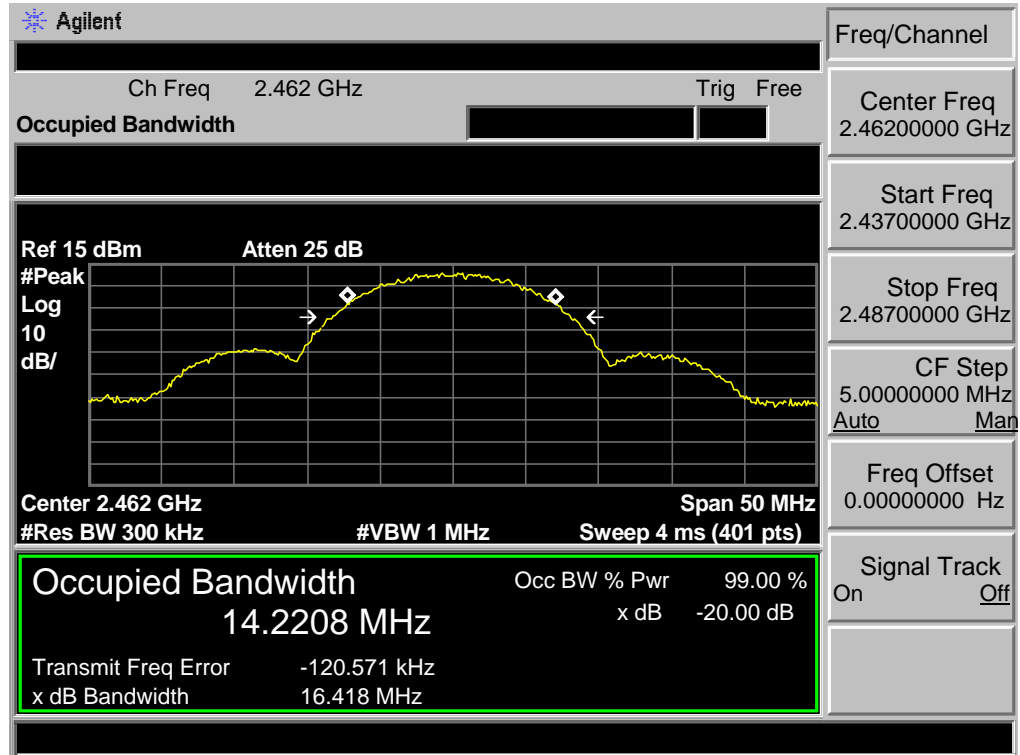 Agilent
Freq/Channel
Ch Freq 2.462 GHz Trig Free
Occupied Bandwidth
Center Freq
2.46200000 GHz
Start Freq
2.43700000 GHz
Stop Freq
2.48700000 GHz
CF Step
5.00000000 MHz
Auto Man
Freq Offset
0.00000000 Hz
Signal Track
On Off
Ref 15 dBm Atten 25 dB
#Peak
Log
10
dB/
Center 2.462 GHz Span 50 MHz
#Res BW 300 kHz #VBW 1 MHz Sweep 4 ms (401 pts)
Occupied Bandwidth Occ BW % Pwr 99.00 %
14.2208 MHz x dB -20.00 dB
Transmit Freq Error -120.571 kHz
x dB Bandwidth 16.418 MHz